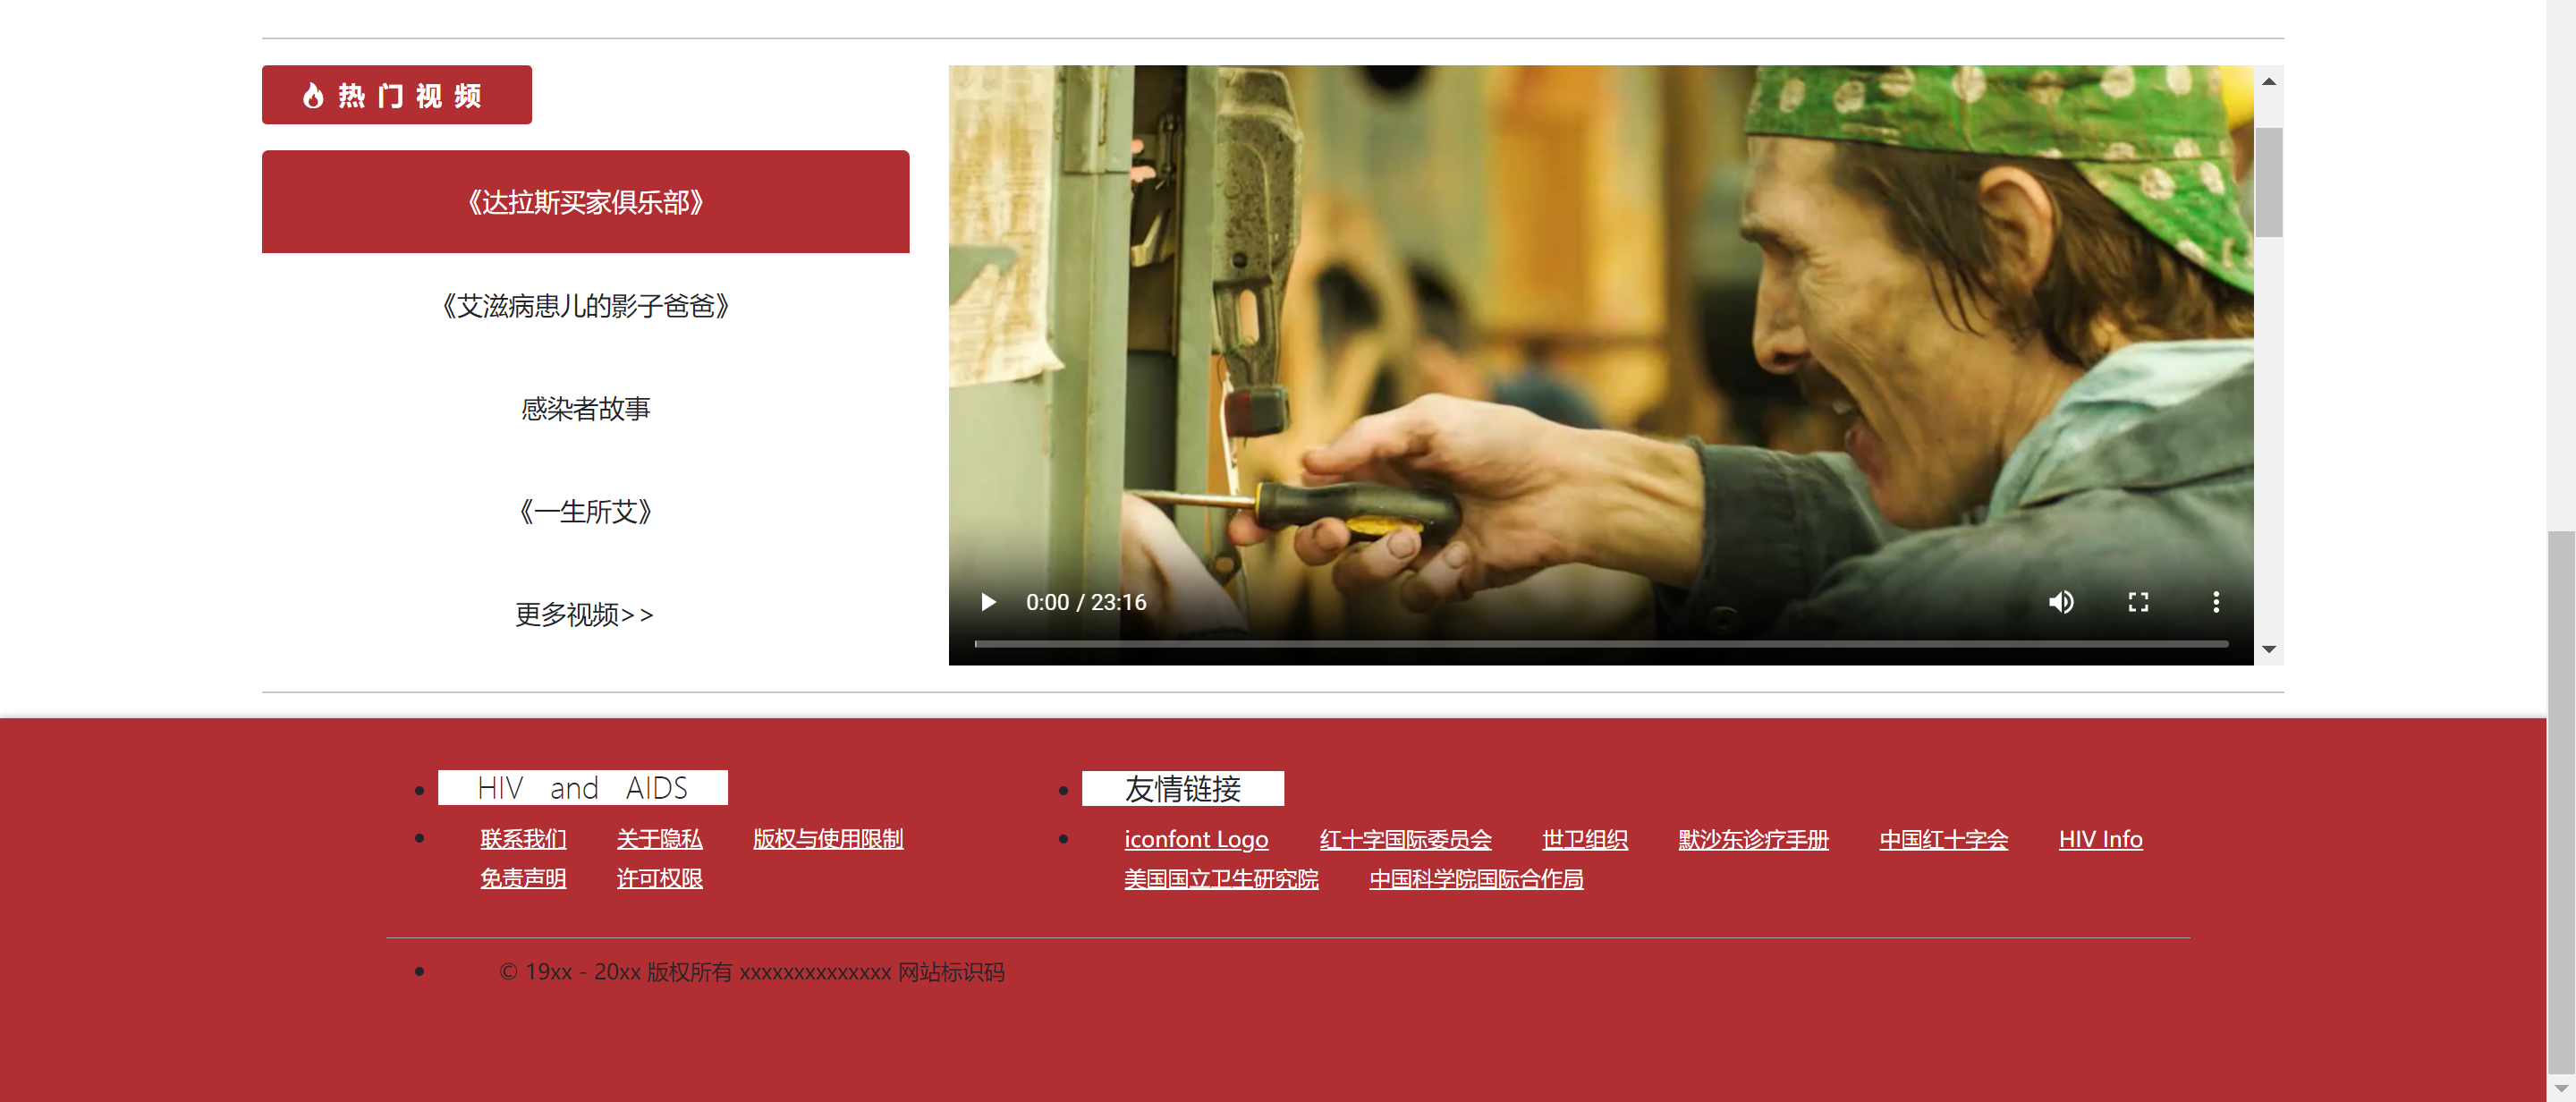 热门视频
《达拉斯买家俱乐部》
《艾滋病患儿的影子爸爸》
感染者故事
《一生所艾》
更多视频>>
0:00 / 23:16
HIV and AIDS
联系我们 关于隐私 版权与使用限制
免责声明 许可权限
友情链接
iconfont Logo 红十字国际委员会 世卫组织 默沙东诊疗手册 中国红十字会 HIV Info
美国国立卫生研究院 中国科学院国际合作局
© 19xx - 20xx 版权所有 xxxxxxxxxxxxxx 网站标识码